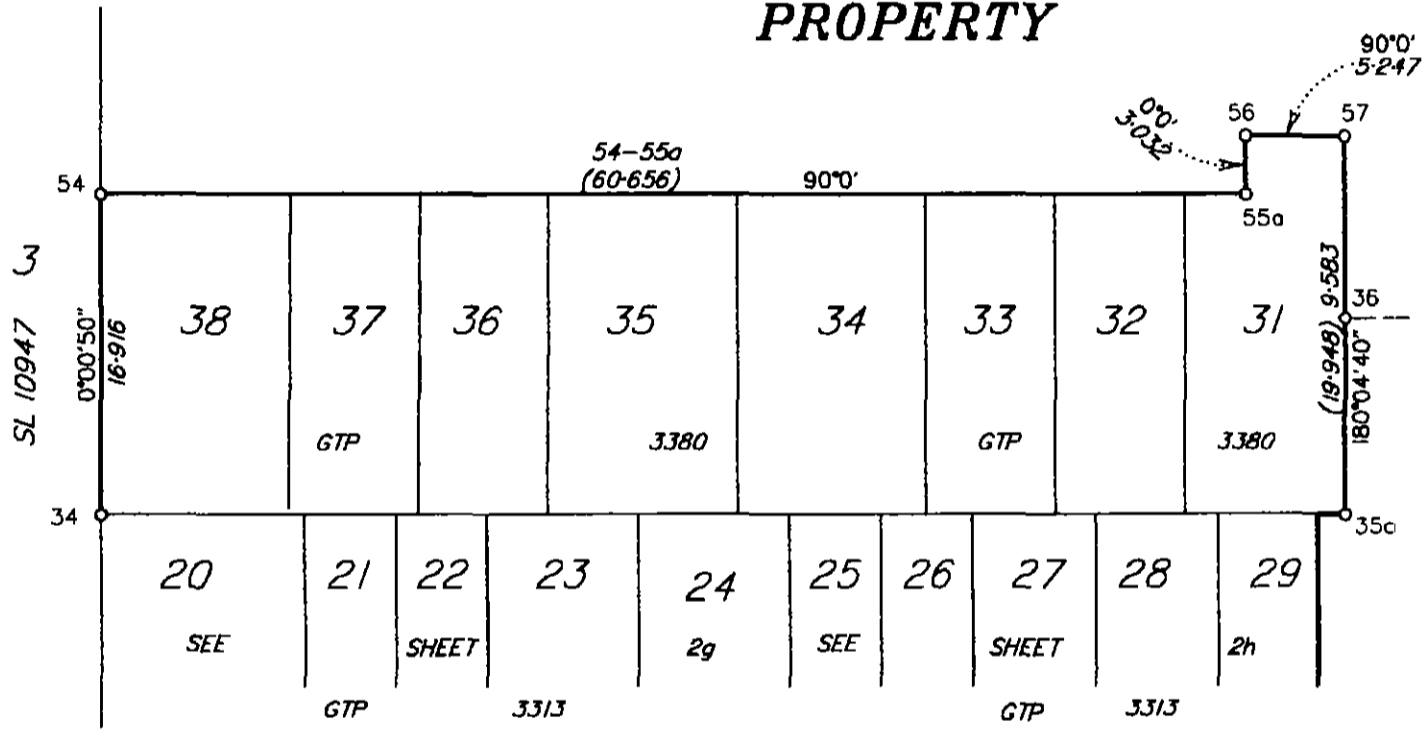 PROPERTY
90°0'
5·247
56
57
0°0'
3·032
54-55a
(60·656)
90°0'
54
55a
SL 10947 3
0°00'50"
16·916
38
37
36
35
34
33
32
31
(19·948) 9·583
36
180°04'40"
GTP
3380
GTP
3380
34
35a
20
21
22
23
24
25
26
27
28
29
SEE
SHEET
2g
SEE
SHEET
2h
GTP
3313
GTP
3313